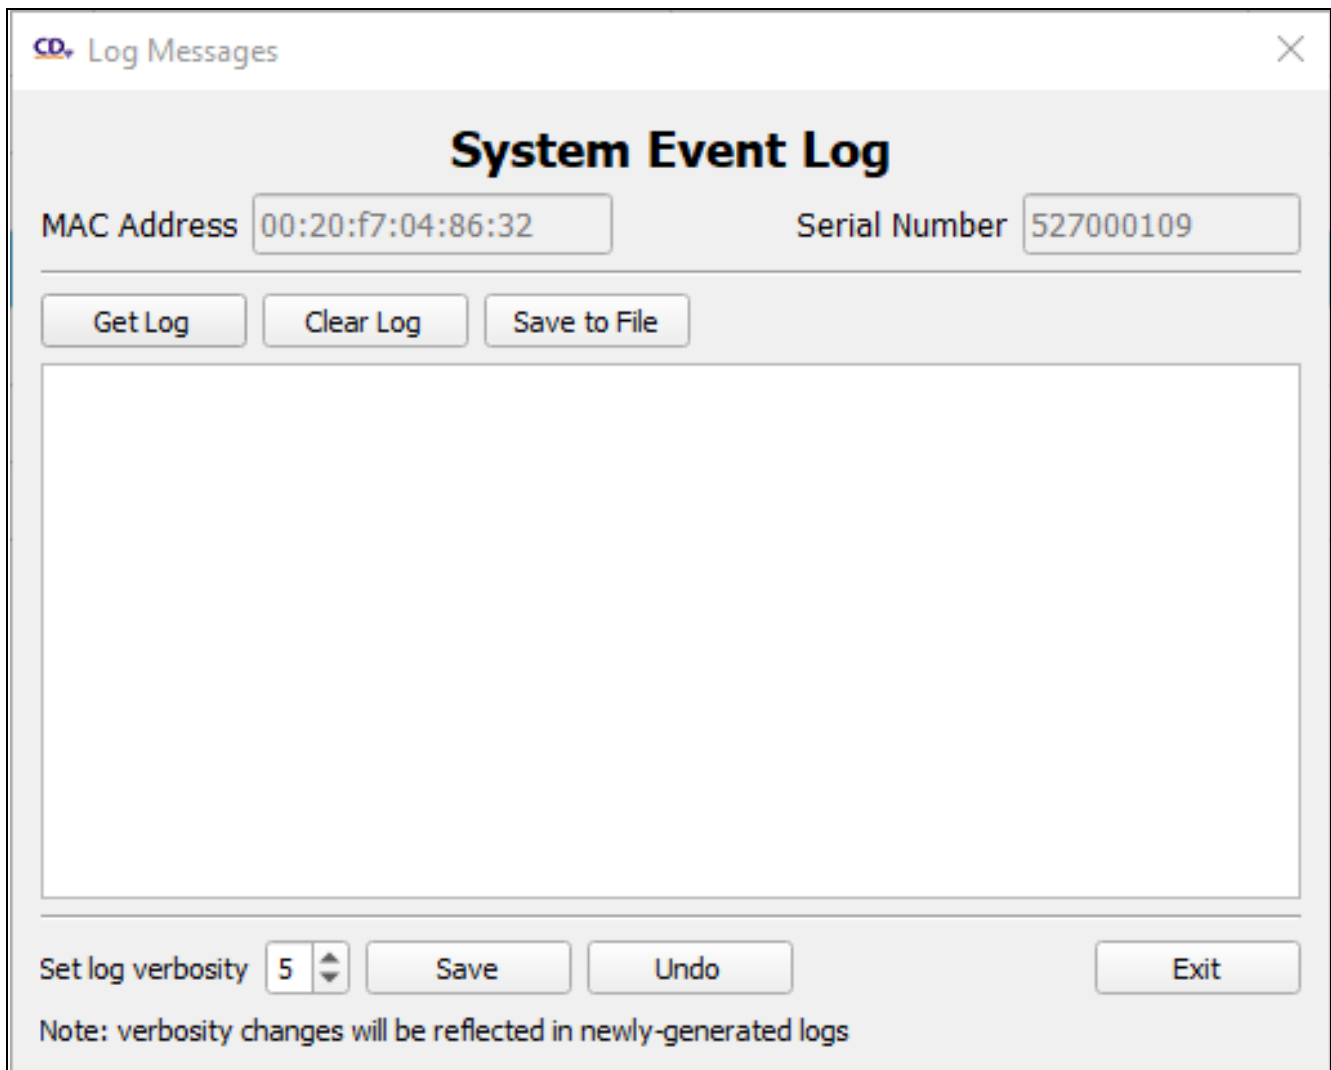 CD Log Messages
System Event Log
MAC Address 00:20:f7:04:86:32 Serial Number 527000109
Get Log Clear Log Save to File
Set log verbosity 5 Save Undo Exit
Note: verbosity changes will be reflected in newly-generated logs